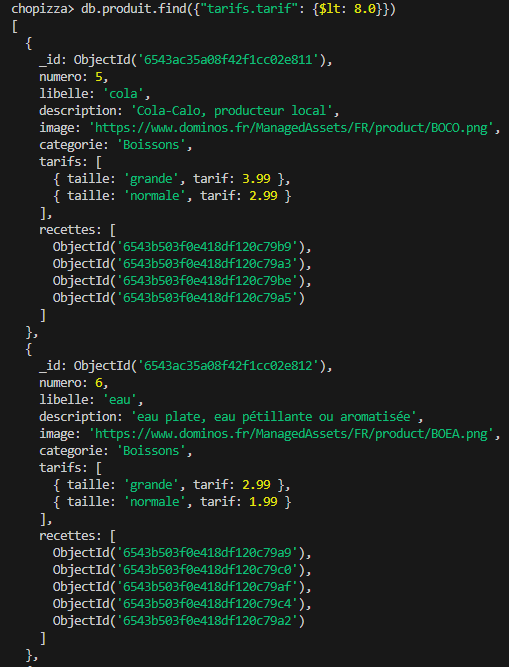 chopizza> db.produit.find({"tarifs.tarif": {$lt: 8.0}})
[
  {
    _id: ObjectId('6543ac35a08f42f1cc02e811'),
    numero: 5,
    libelle: 'cola',
    description: 'Cola-Calo, producteur local',
    image: 'https://www.dominos.fr/ManagedAssets/FR/product/BOCO.png',
    categorie: 'Boissons',
    tarifs: [
      { taille: 'grande', tarif: 3.99 },
      { taille: 'normale', tarif: 2.99 }
    ],
    recettes: [
      ObjectId('6543b503f0e418df120c79b9'),
      ObjectId('6543b503f0e418df120c79a3'),
      ObjectId('6543b503f0e418df120c79be'),
      ObjectId('6543b503f0e418df120c79a5')
    ]
  },
  {
    _id: ObjectId('6543ac35a08f42f1cc02e812'),
    numero: 6,
    libelle: 'eau',
    description: 'eau plate, eau pétillante ou aromatisée',
    image: 'https://www.dominos.fr/ManagedAssets/FR/product/BOEA.png',
    categorie: 'Boissons',
    tarifs: [
      { taille: 'grande', tarif: 2.99 },
      { taille: 'normale', tarif: 1.99 }
    ],
    recettes: [
      ObjectId('6543b503f0e418df120c79a9'),
      ObjectId('6543b503f0e418df120c79c0'),
      ObjectId('6543b503f0e418df120c79af'),
      ObjectId('6543b503f0e418df120c79c4'),
      ObjectId('6543b503f0e418df120c79a2')
    ]
  },